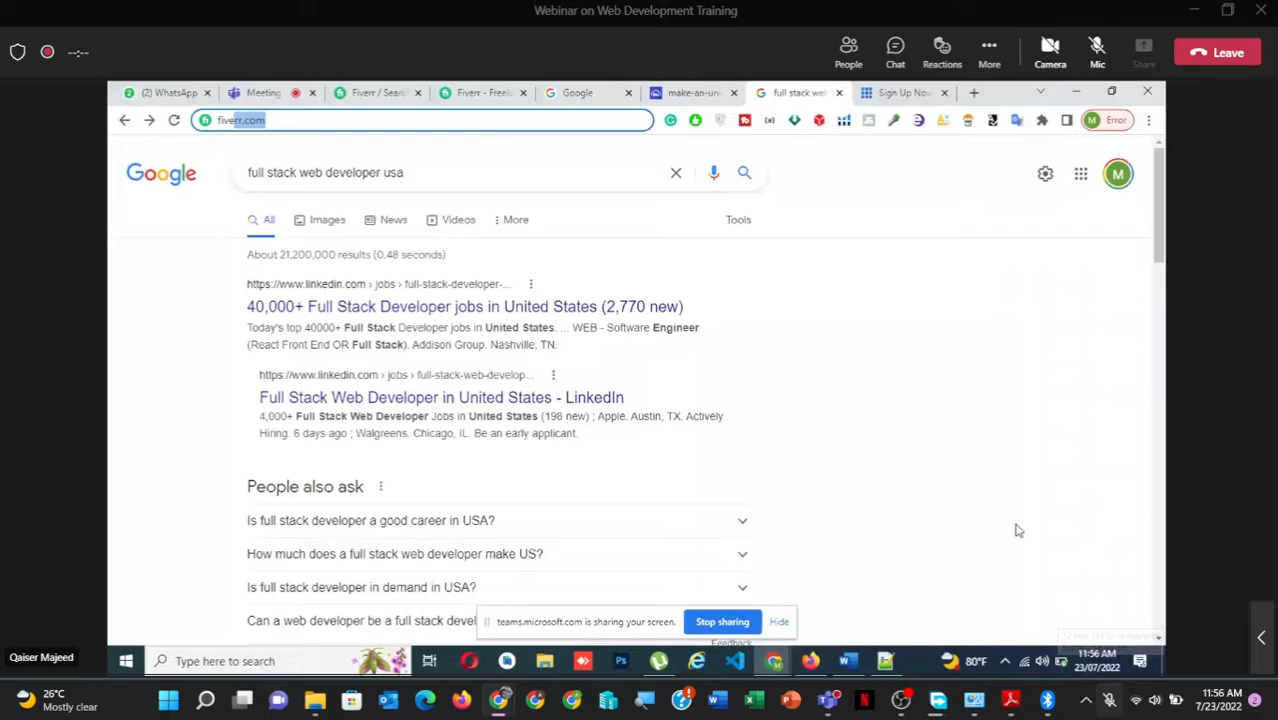 Webinar on Web Development Training
--:--
People
Chat
Reactions
More
Camera
Mic
Share
Leave
(2) WhatsApp
Meeting
Fiverr / Searc
Fiverr - Freela
Google
make-an-uni
full stack wel
Sign Up Now
fiverr.com
Error
Google
full stack web developer usa
M
All
Images
News
Videos
More
Tools
About 21,200,000 results (0.48 seconds)
https://www.linkedin.com › jobs › full-stack-developer-...
40,000+ Full Stack Developer jobs in United States (2,770 new)
Today's top 40000+ Full Stack Developer jobs in United States. ... WEB - Software Engineer
(React Front End OR Full Stack). Addison Group. Nashville, TN.
https://www.linkedin.com › jobs › full-stack-web-develop...
Full Stack Web Developer in United States - LinkedIn
4,000+ Full Stack Web Developer Jobs in United States (198 new) ; Apple. Austin, TX. Actively
Hiring. 6 days ago ; Walgreens. Chicago, IL. Be an early applicant.
People also ask
Is full stack developer a good career in USA?
How much does a full stack web developer make US?
Is full stack developer in demand in USA?
Can a web developer be a full stack devel
teams.microsoft.com is sharing your screen.
Stop sharing
Hide
Feedback
Qaiser Majeed
Type here to search
80°F
11:56 AM
23/07/2022
26°C
Mostly clear
11:56 AM
7/23/2022